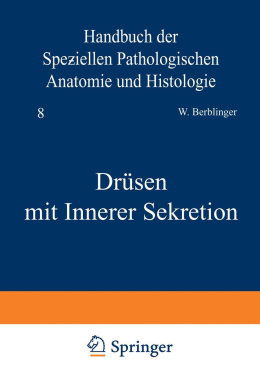 Handbuch der
Speziellen Pathologischen
Anatomie und Histologie
8 W. Berblinger
Drüsen
mit Innerer Sekretion
Springer